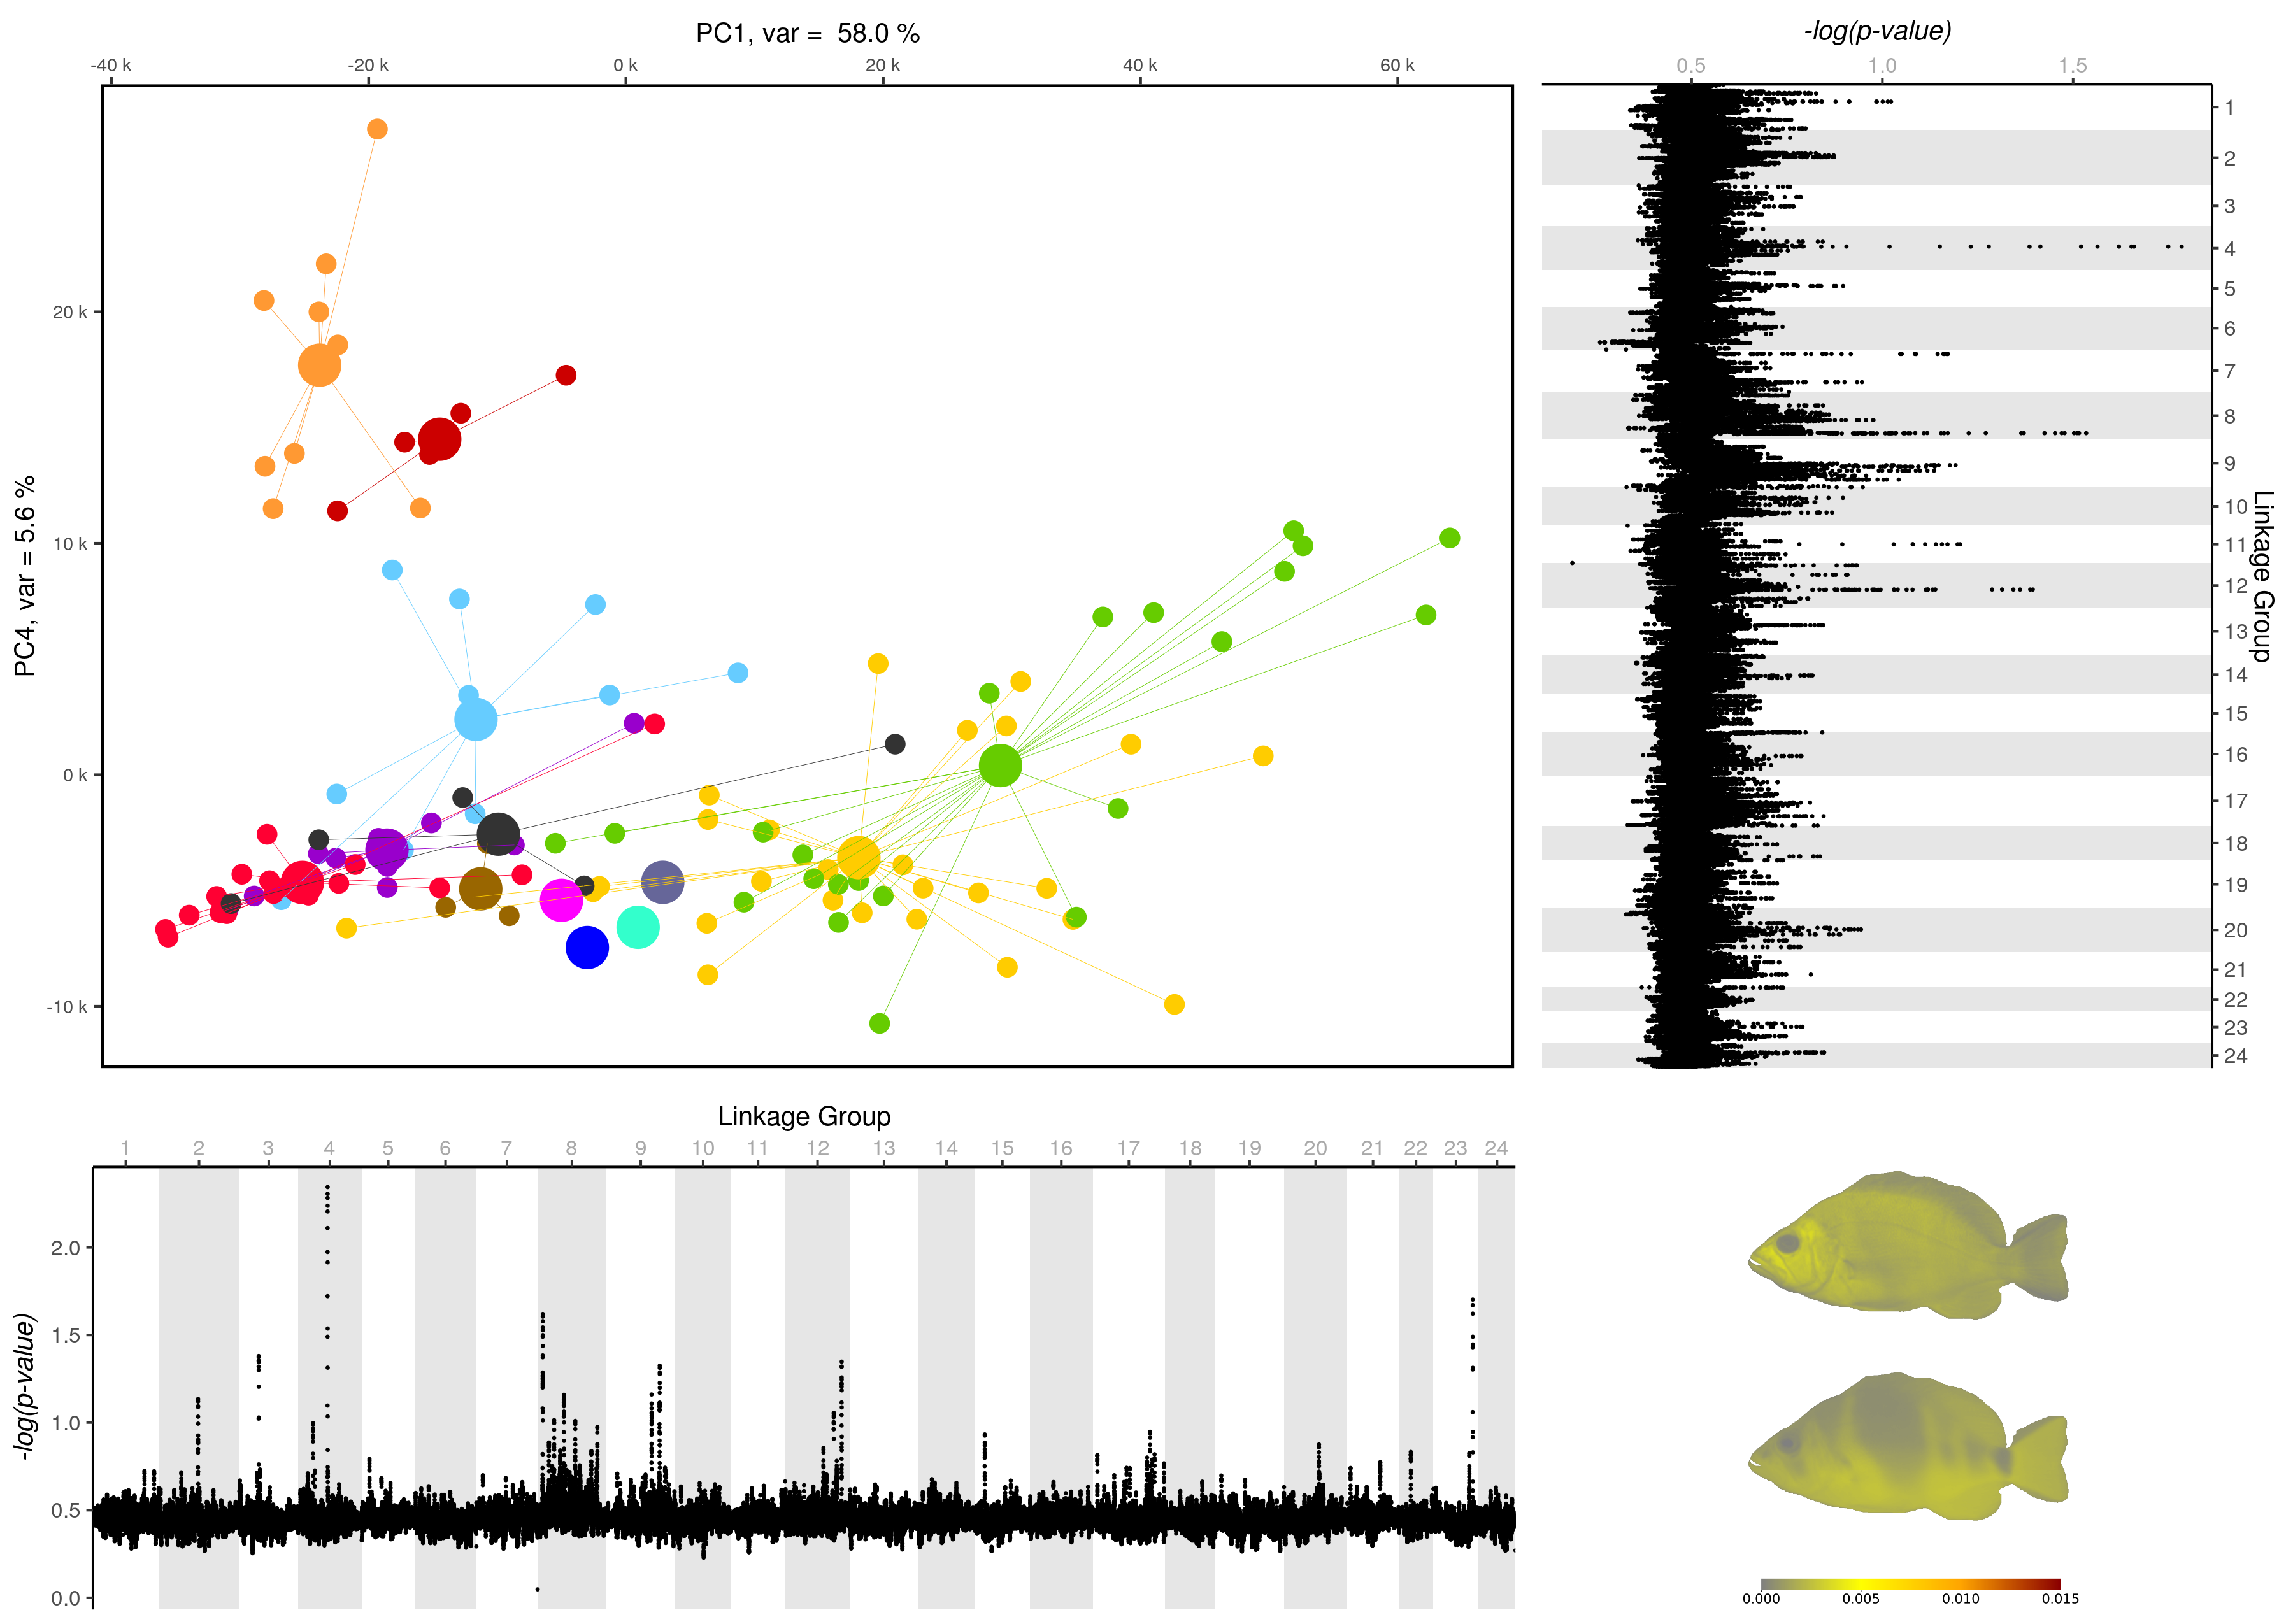 PC1, var = 58.0 %
-40 k -20 k 0 k 20 k 40 k 60 k
PC4, var = 5.6 %
20 k
10 k
0 k
-10 k
-log(p-value)
0.5 1.0 1.5
1
2
3
4
5
6
7
8
9
10
11
12
13
14
15
16
17
18
19
20
21
22
23
24
Linkage Group
Linkage Group
1 2 3 4 5 6 7 8 9 10 11 12 13 14 15 16 17 18 19 20 21 22 23 24
-log(p-value)
2.0
1.5
1.0
0.5
0.0
0.000 0.005 0.010 0.015